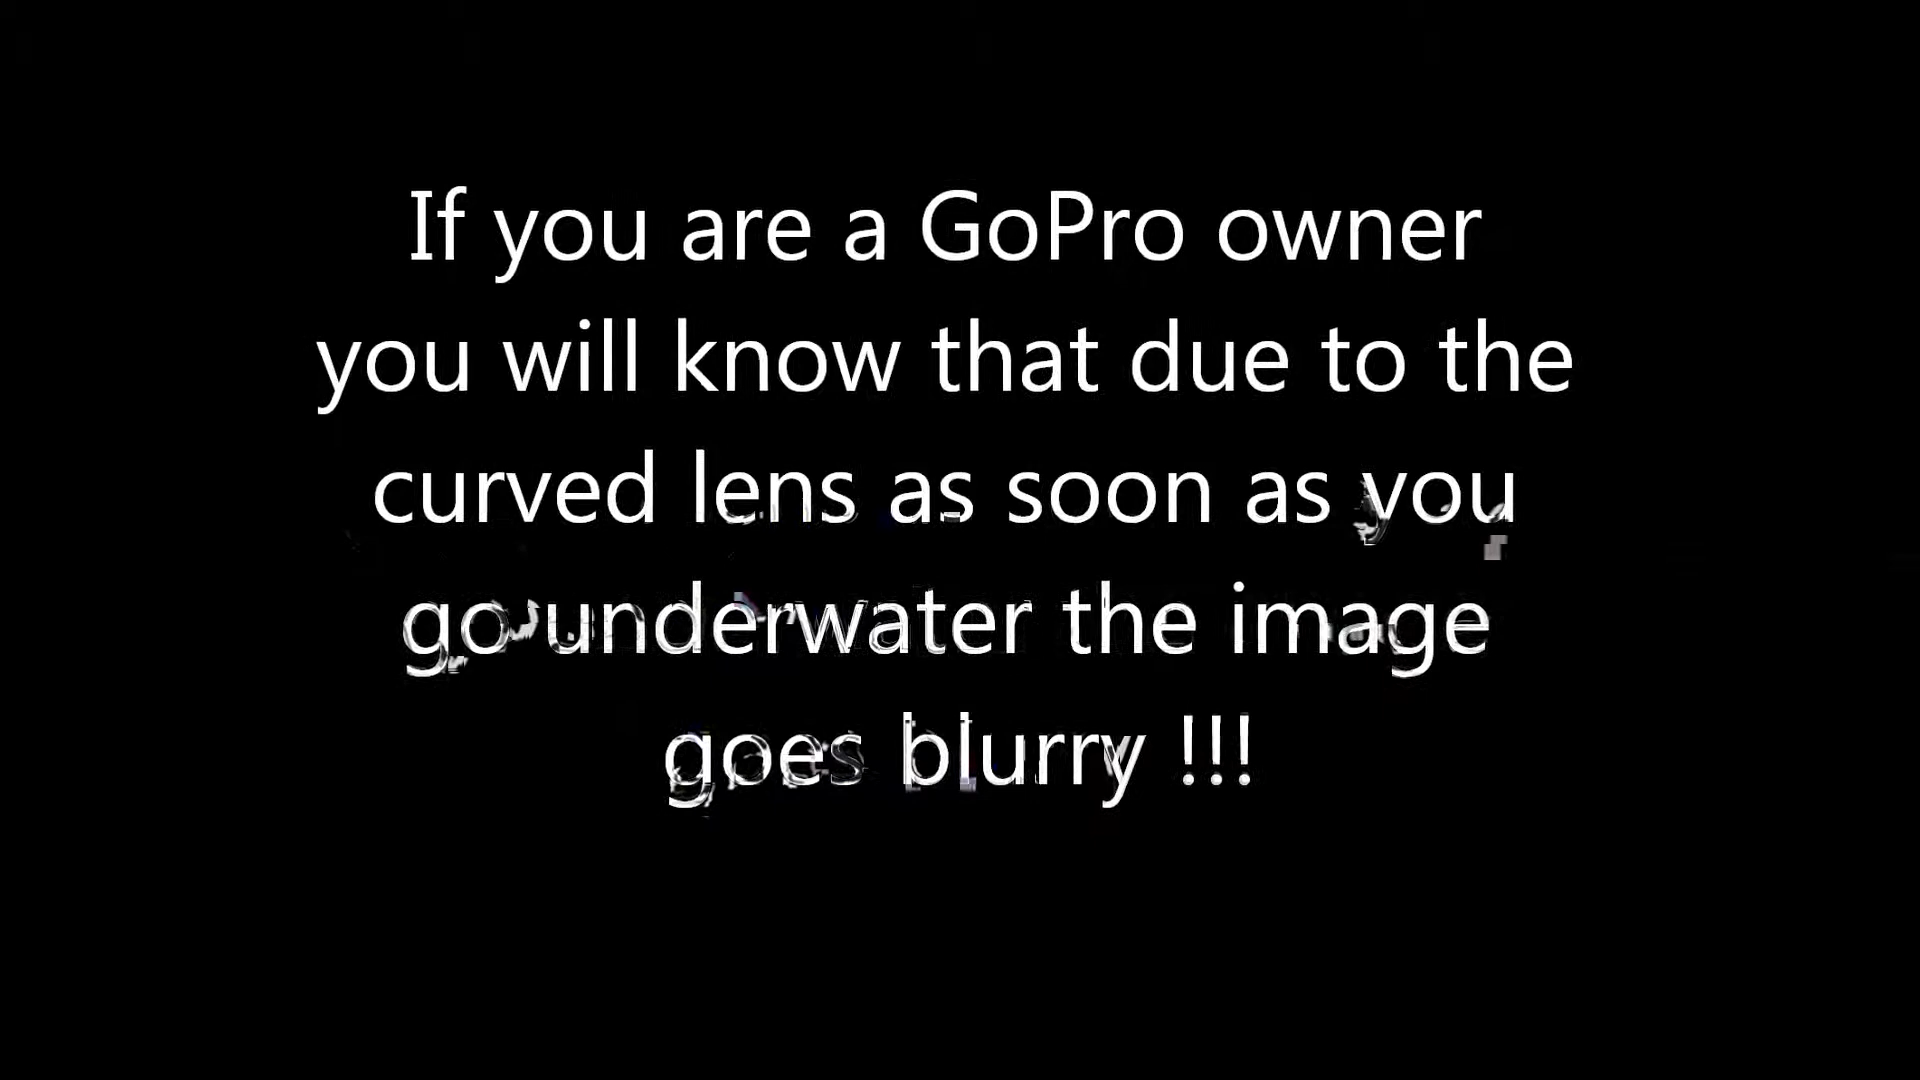 If you are a GoPro owner
you will know that due to the
curved lens as soon as you
go underwater the image
goes blurry !!!